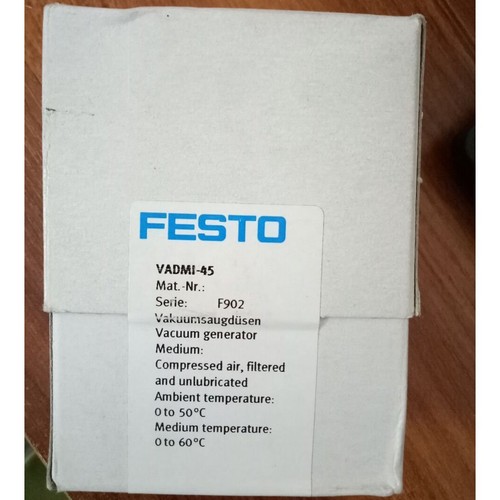 FESTO
VADMI-45
Mat.-Nr.:
Serie: F902
Vakuumsaugdüsen
Vacuum generator
Medium:
Compressed air, filtered
and unlubricated
Ambient temperature:
0 to 50°C
Medium temperature:
0 to 60°C